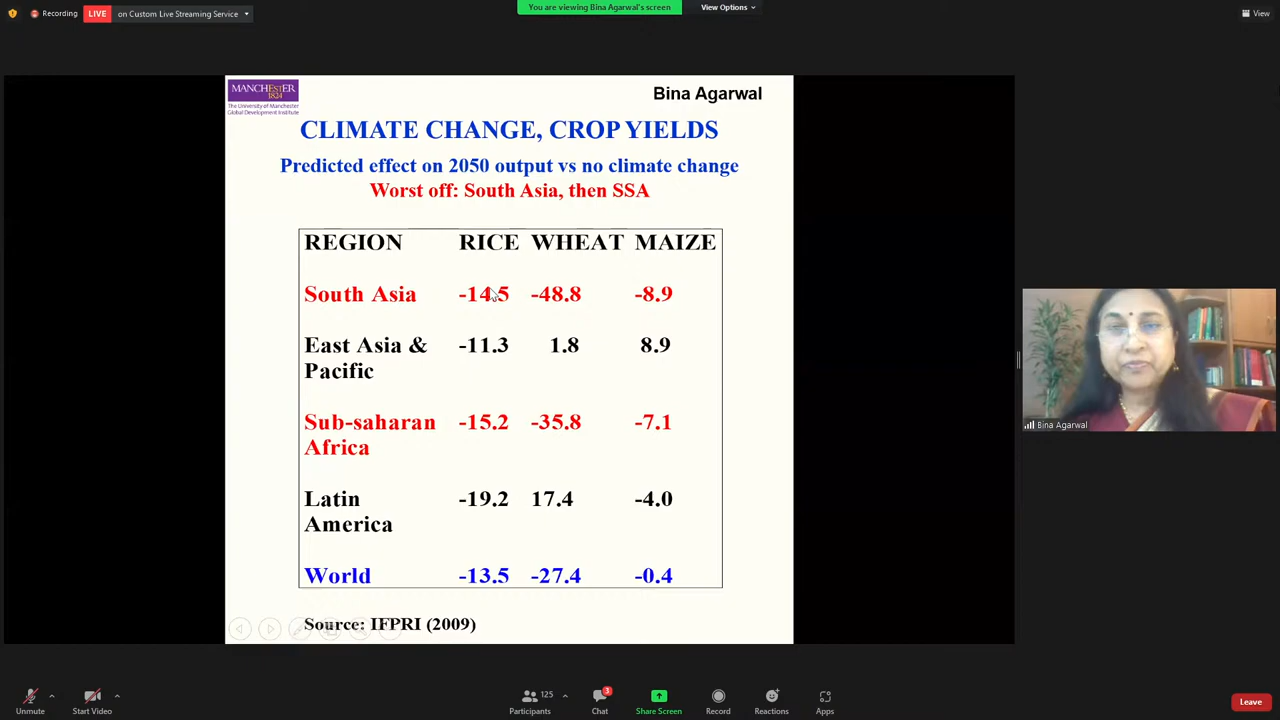 Recording LIVE on Custom Live Streaming Service
You are viewing Bina Agarwal's screen View Options
View
MANCHESTER
1824
The University of Manchester
Global Development Institute
Bina Agarwal
CLIMATE CHANGE, CROP YIELDS
Predicted effect on 2050 output vs no climate change
Worst off: South Asia, then SSA
REGION RICE WHEAT MAIZE
South Asia -14.5 -48.8 -8.9
East Asia & -11.3 1.8 8.9
Pacific
Sub-saharan -15.2 -35.8 -7.1
Africa
Latin -19.2 17.4 -4.0
America
World -13.5 -27.4 -0.4
Source: IFPRI (2009)
Bina Agarwal
125 3
Unmute Start Video Participants Chat Share Screen Record Reactions Apps Leave